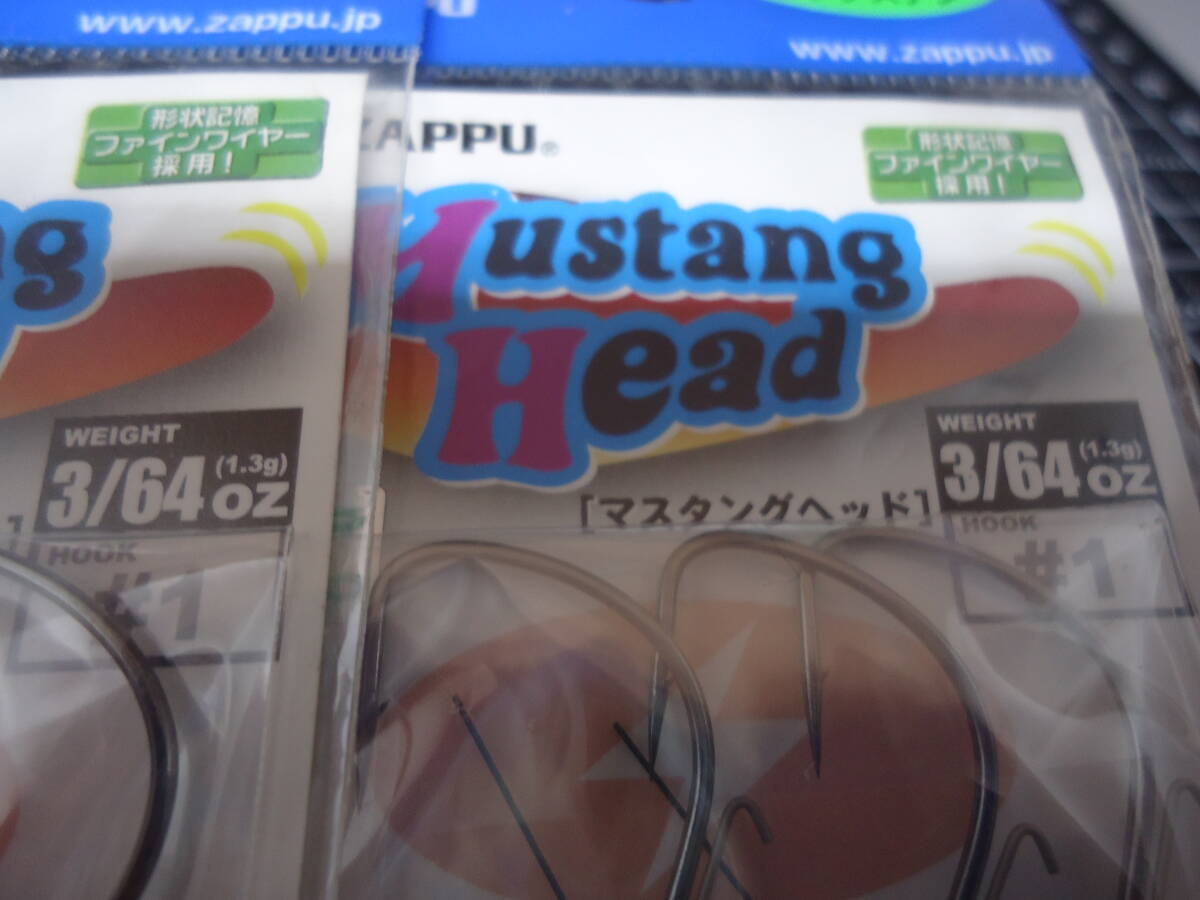 www.zappu.jp
形状記憶
ファインワイヤー
採用!
WEIGHT
3/64 oz (1.3g)
HOOK
#1
www.zappu.jp
ZAPPU®
形状記憶
ファインワイヤー
採用!
Mustang
Head
[マスタングヘッド]
WEIGHT
3/64 oz (1.3g)
HOOK
#1